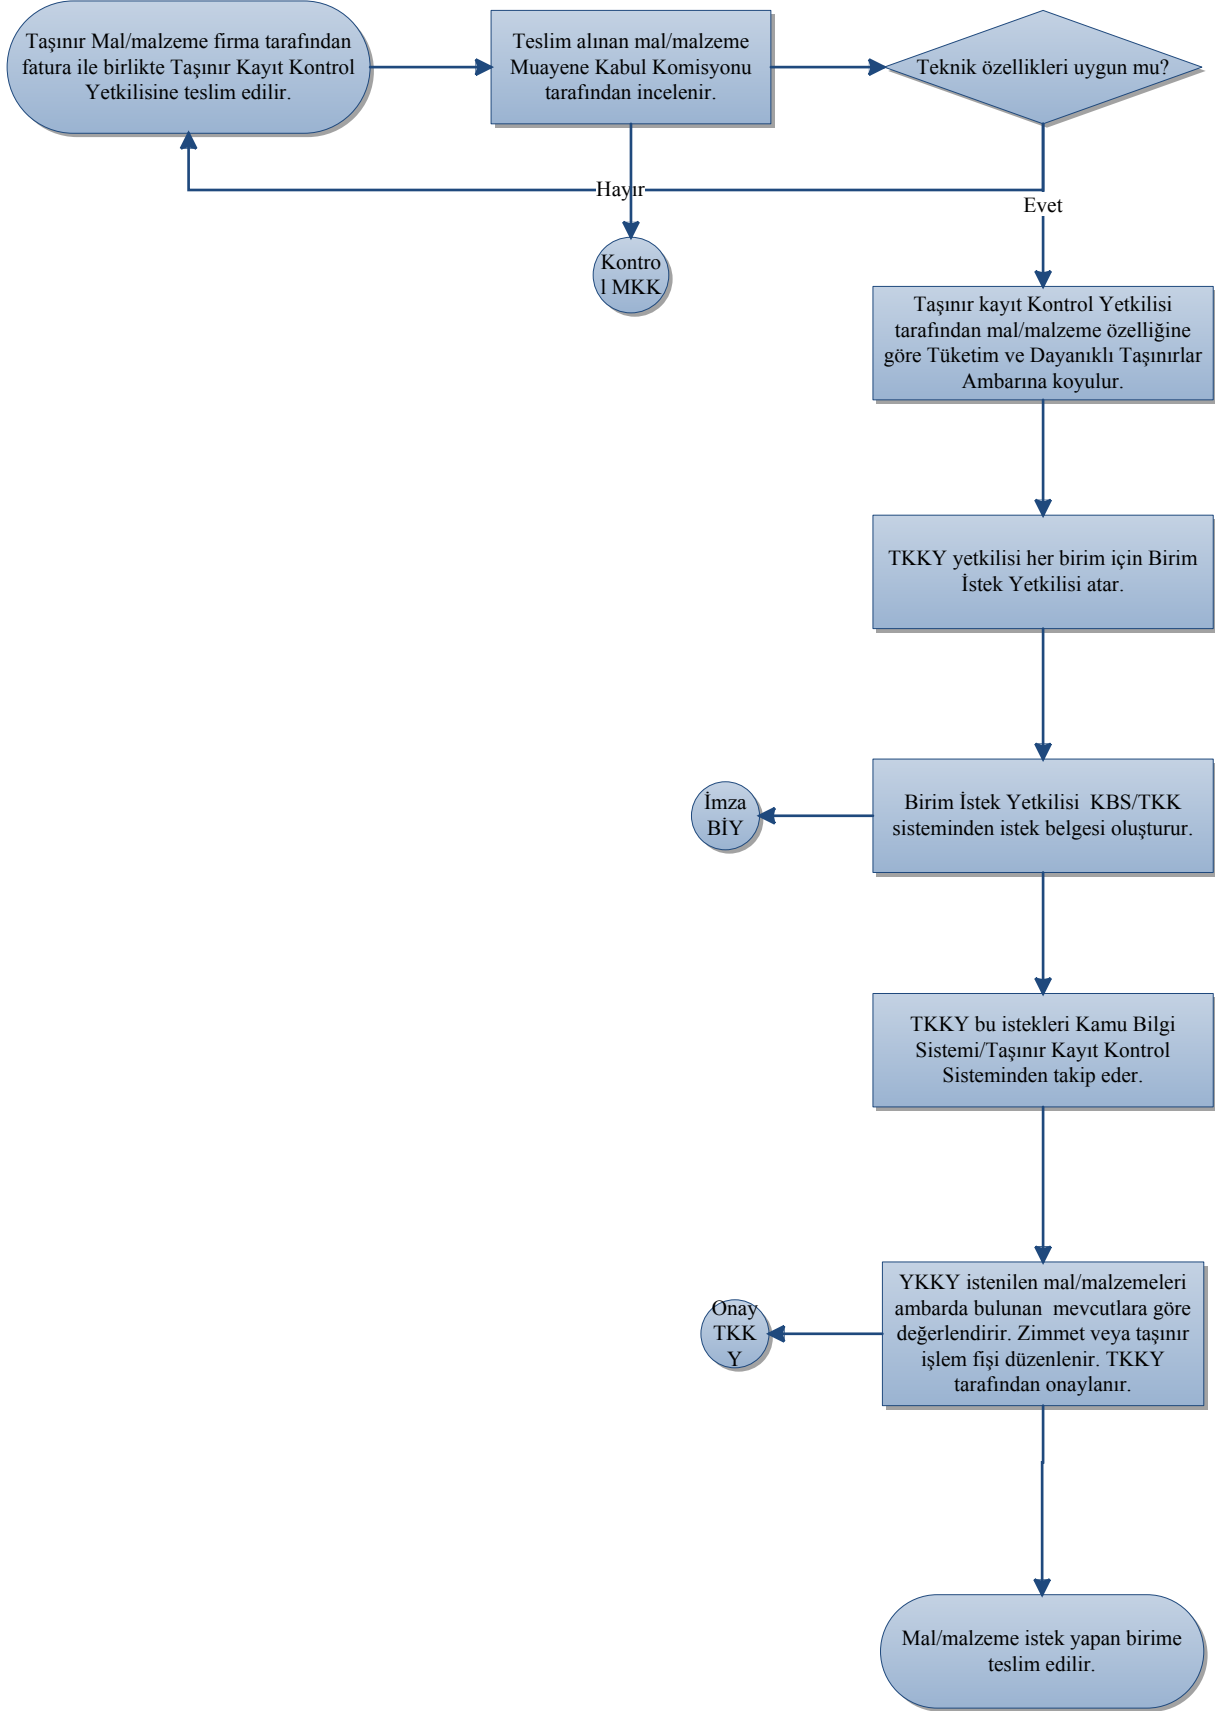 Taşınır Mal/malzeme firma tarafından
fatura ile birlikte Taşınır Kayıt Kontrol
Yetkilisine teslim edilir.
Teslim alınan mal/malzeme
Muayene Kabul Komisyonu
tarafından incelenir.
Teknik özellikleri uygun mu?
Hayır
Evet
Kontro
l MKK
Taşınır kayıt Kontrol Yetkilisi
tarafından mal/malzeme özelliğine
göre Tüketim ve Dayanıklı Taşınırlar
Ambarına koyulur.
TKKY yetkilisi her birim için Birim
İstek Yetkilisi atar.
Birim İstek Yetkilisi  KBS/TKK
sisteminden istek belgesi oluşturur.
İmza
BİY
TKKY bu istekleri Kamu Bilgi
Sistemi/Taşınır Kayıt Kontrol
Sisteminden takip eder.
YKKY istenilen mal/malzemeleri
ambarda bulunan  mevcutlara göre
değerlendirir. Zimmet veya taşınır
işlem fişi düzenlenir. TKKY
tarafından onaylanır.
Onay
TKK
Y
Mal/malzeme istek yapan birime
teslim edilir.